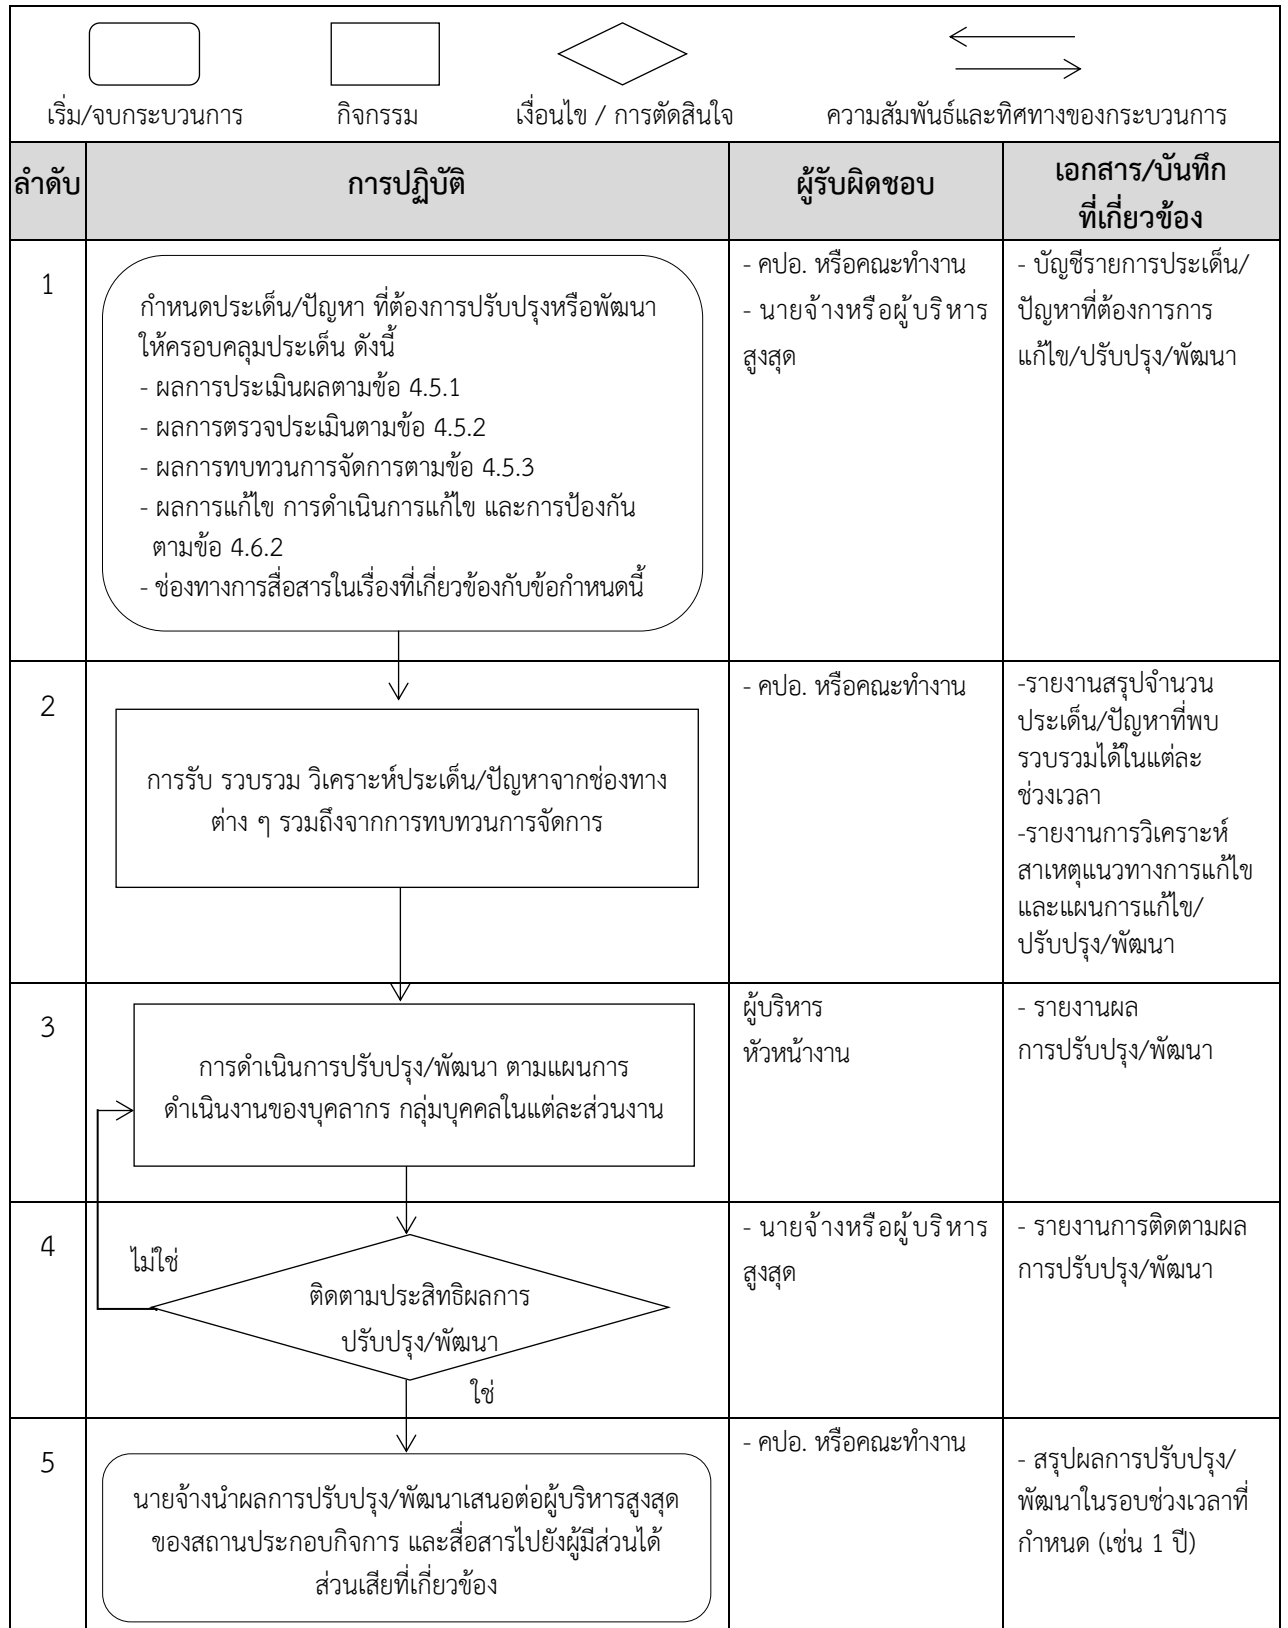 เริ่ม/จบกระบวนการ
กิจกรรม
เงื่อนไข / การตัดสินใจ
ความสัมพันธ์และทิศทางของกระบวนการ
ลำดับ
การปฏิบัติ
ผู้รับผิดชอบ
เอกสาร/บันทึก
ที่เกี่ยวข้อง
1
กำหนดประเด็น/ปัญหา ที่ต้องการปรับปรุงหรือพัฒนา
ให้ครอบคลุมประเด็น ดังนี้
- ผลการประเมินผลตามข้อ 4.5.1
- ผลการตรวจประเมินตามข้อ 4.5.2
- ผลการทบทวนการจัดการตามข้อ 4.5.3
- ผลการแก้ไข การดำเนินการแก้ไข และการป้องกัน
ตามข้อ 4.6.2
- ช่องทางการสื่อสารในเรื่องที่เกี่ยวข้องกับข้อกำหนดนี้
- คปอ. หรือคณะทำงาน
- นายจ้างหรือผู้บริหาร
สูงสุด
- บัญชีรายการประเด็น/
ปัญหาที่ต้องการการ
แก้ไข/ปรับปรุง/พัฒนา
2
การรับ รวบรวม วิเคราะห์ประเด็น/ปัญหาจากช่องทาง
ต่าง ๆ รวมถึงจากการทบทวนการจัดการ
- คปอ. หรือคณะทำงาน
-รายงานสรุปจำนวน
ประเด็น/ปัญหาที่พบ
รวบรวมได้ในแต่ละ
ช่วงเวลา
-รายงานการวิเคราะห์
สาเหตุแนวทางการแก้ไข
และแผนการแก้ไข/
ปรับปรุง/พัฒนา
3
การดำเนินการปรับปรุง/พัฒนา ตามแผนการ
ดำเนินงานของบุคลากร กลุ่มบุคคลในแต่ละส่วนงาน
ผู้บริหาร
หัวหน้างาน
- รายงานผล
การปรับปรุง/พัฒนา
4
ไม่ใช่
ติดตามประสิทธิผลการ
ปรับปรุง/พัฒนา
ใช่
- นายจ้างหรือผู้บริหาร
สูงสุด
- รายงานการติดตามผล
การปรับปรุง/พัฒนา
5
นายจ้างนำผลการปรับปรุง/พัฒนาเสนอต่อผู้บริหารสูงสุด
ของสถานประกอบกิจการ และสื่อสารไปยังผู้มีส่วนได้
ส่วนเสียที่เกี่ยวข้อง
- คปอ. หรือคณะทำงาน
- สรุปผลการปรับปรุง/
พัฒนาในรอบช่วงเวลาที่
กำหนด (เช่น 1 ปี)